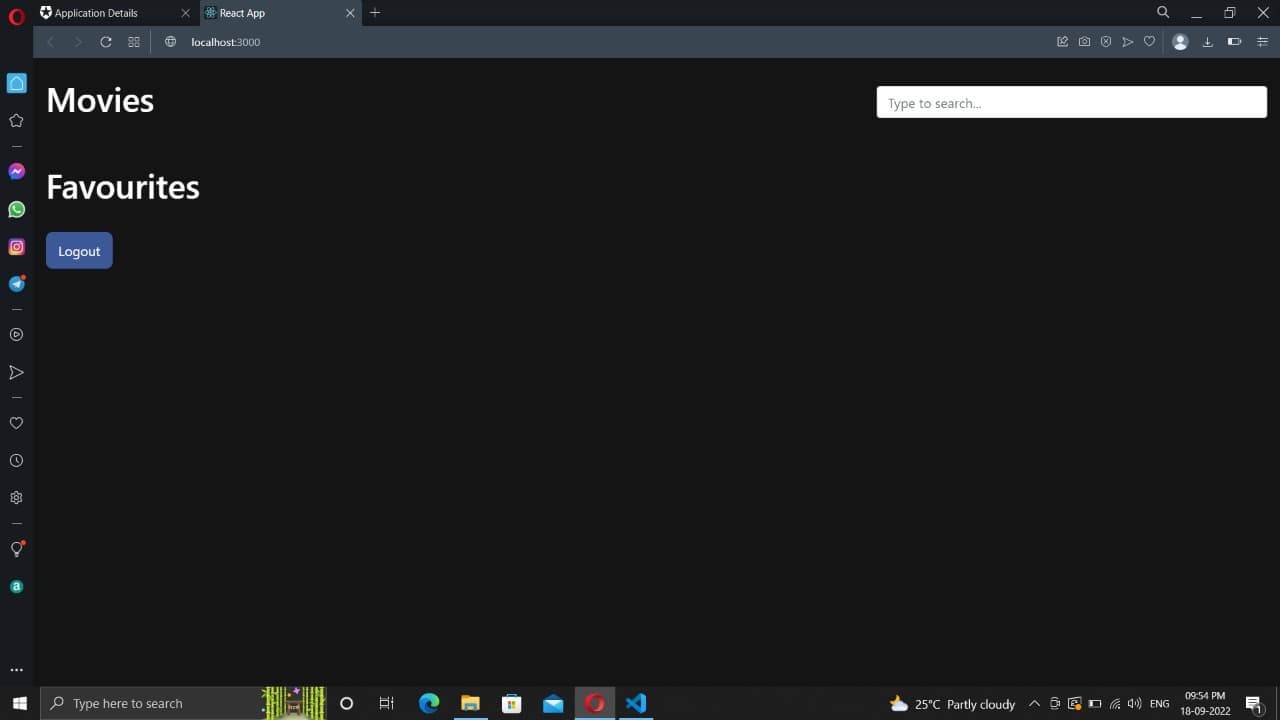 Application Details
React App
localhost:3000
Movies
Type to search...
Favourites
Logout
a
Type here to search
25°C Partly cloudy
ENG
09:54 PM
18-09-2022
1